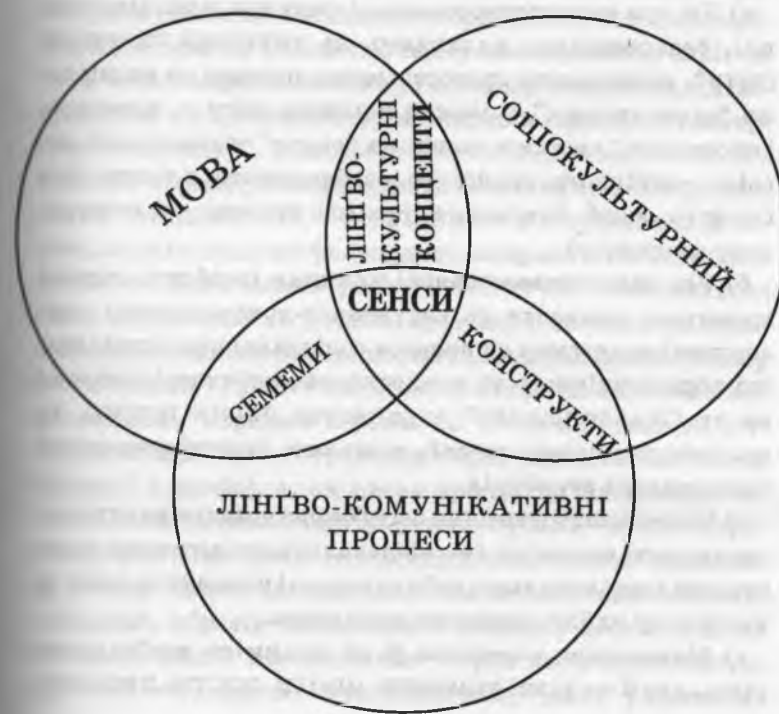 МОВА
СОЦІОКУЛЬТУРНИЙ
ЛІНҐВО-
КУЛЬТУРНІ
КОНЦЕПТИ
СЕНСИ
СЕМЕМИ
КОНСТРУКТИ
ЛІНҐВО-КОМУНІКАТИВНІ
ПРОЦЕСИ